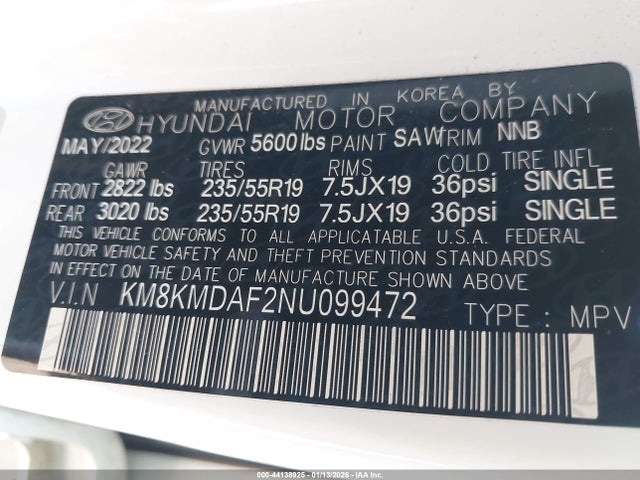 MANUFACTURED IN KOREA BY
HYUNDAI MOTOR COMPANY
MAY/2022 GVWR 5600 lbs PAINT SAW TRIM NNB
GAWR TIRES RIMS COLD TIRE INFL
FRONT 2822 lbs 235/55R19 7.5JX19 36psi SINGLE
REAR 3020 lbs 235/55R19 7.5JX19 36psi SINGLE
THIS VEHICLE CONFORMS TO ALL APPLICATABLE U.S.A. FEDERAL
MOTOR VEHICLE SAFETY AND THEFT PREVENTION STANDARDS
IN EFFECT ON THE DATE OF MANUFACTURE SHOWN ABOVE
V.I.N KM8KMDAF2NU099472 TYPE : MPV
000-44138925 - 01/13/2026 - COPART.COM